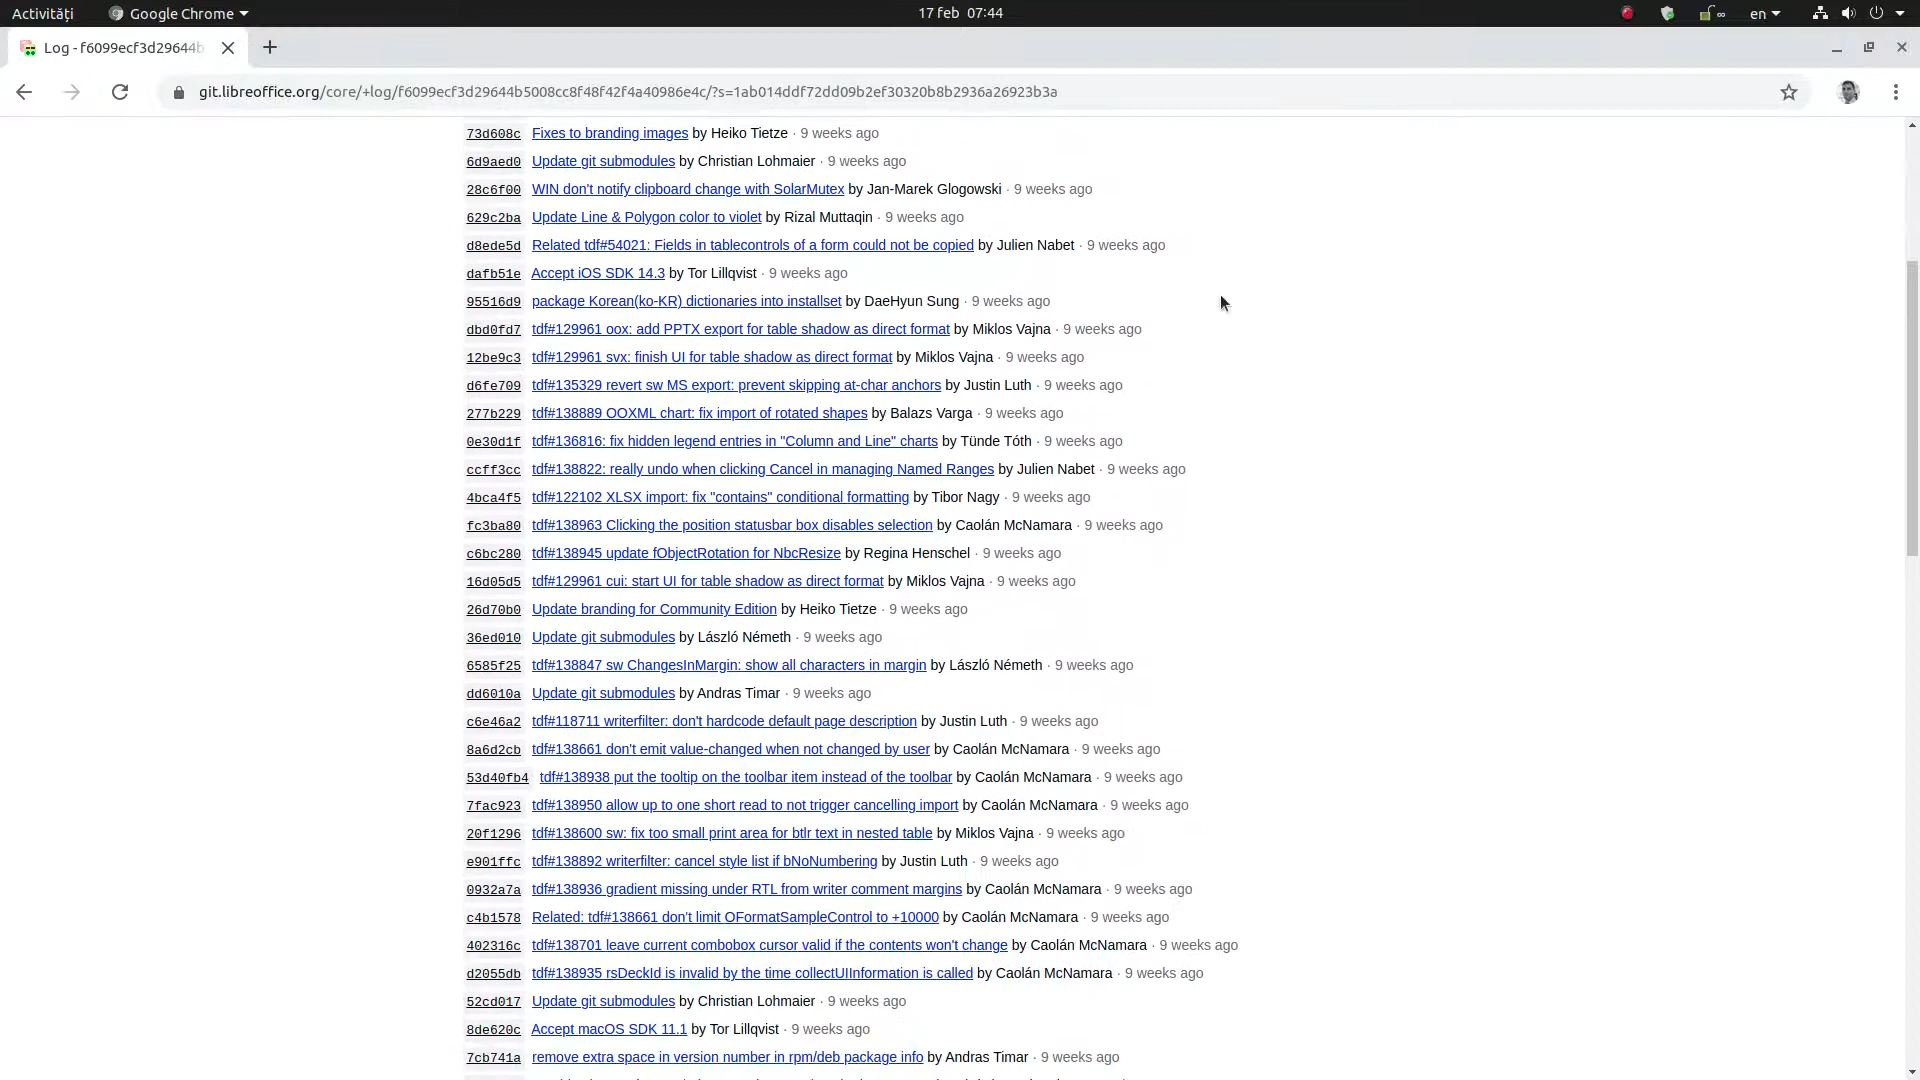 Activități
Google Chrome
17 feb 07:44
en
Log - f6099ecf3d29644b
git.libreoffice.org/core/+log/f6099ecf3d29644b5008cc8f48f42f4a40986e4c/?s=1ab014ddf72dd09b2ef30320b8b2936a26923b3a
73d608c Fixes to branding images by Heiko Tietze · 9 weeks ago
6d9aed0 Update git submodules by Christian Lohmaier · 9 weeks ago
28c6f00 WIN don't notify clipboard change with SolarMutex by Jan-Marek Glogowski · 9 weeks ago
629c2ba Update Line & Polygon color to violet by Rizal Muttaqin · 9 weeks ago
d8ede5d Related tdf#54021: Fields in tablecontrols of a form could not be copied by Julien Nabet · 9 weeks ago
dafb51e Accept iOS SDK 14.3 by Tor Lillqvist · 9 weeks ago
95516d9 package Korean(ko-KR) dictionaries into installset by DaeHyun Sung · 9 weeks ago
dbd0fd7 tdf#129961 oox: add PPTX export for table shadow as direct format by Miklos Vajna · 9 weeks ago
12be9c3 tdf#129961 svx: finish UI for table shadow as direct format by Miklos Vajna · 9 weeks ago
d6fe709 tdf#135329 revert sw MS export: prevent skipping at-char anchors by Justin Luth · 9 weeks ago
277b229 tdf#138889 OOXML chart: fix import of rotated shapes by Balazs Varga · 9 weeks ago
0e30d1f tdf#136816: fix hidden legend entries in "Column and Line" charts by Tünde Tóth · 9 weeks ago
ccff3cc tdf#138822: really undo when clicking Cancel in managing Named Ranges by Julien Nabet · 9 weeks ago
4bca4f5 tdf#122102 XLSX import: fix "contains" conditional formatting by Tibor Nagy · 9 weeks ago
fc3ba80 tdf#138963 Clicking the position statusbar box disables selection by Caolán McNamara · 9 weeks ago
c6bc280 tdf#138945 update fObjectRotation for NbcResize by Regina Henschel · 9 weeks ago
16d05d5 tdf#129961 cui: start UI for table shadow as direct format by Miklos Vajna · 9 weeks ago
26d70b0 Update branding for Community Edition by Heiko Tietze · 9 weeks ago
36ed010 Update git submodules by László Németh · 9 weeks ago
6585f25 tdf#138847 sw ChangesInMargin: show all characters in margin by László Németh · 9 weeks ago
dd6010a Update git submodules by Andras Timar · 9 weeks ago
c6e46a2 tdf#118711 writerfilter: don't hardcode default page description by Justin Luth · 9 weeks ago
8a6d2cb tdf#138661 don't emit value-changed when not changed by user by Caolán McNamara · 9 weeks ago
53d40fb4 tdf#138938 put the tooltip on the toolbar item instead of the toolbar by Caolán McNamara · 9 weeks ago
7fac923 tdf#138950 allow up to one short read to not trigger cancelling import by Caolán McNamara · 9 weeks ago
20f1296 tdf#138600 sw: fix too small print area for btlr text in nested table by Miklos Vajna · 9 weeks ago
e901ffc tdf#138892 writerfilter: cancel style list if bNoNumbering by Justin Luth · 9 weeks ago
0932a7a tdf#138936 gradient missing under RTL from writer comment margins by Caolán McNamara · 9 weeks ago
c4b1578 Related: tdf#138661 don't limit OFormatSampleControl to +10000 by Caolán McNamara · 9 weeks ago
402316c tdf#138701 leave current combobox cursor valid if the contents won't change by Caolán McNamara · 9 weeks ago
d2055db tdf#138935 rsDeckId is invalid by the time collectUIInformation is called by Caolán McNamara · 9 weeks ago
52cd017 Update git submodules by Christian Lohmaier · 9 weeks ago
8de620c Accept macOS SDK 11.1 by Tor Lillqvist · 9 weeks ago
7cb741a remove extra space in version number in rpm/deb package info by Andras Timar · 9 weeks ago